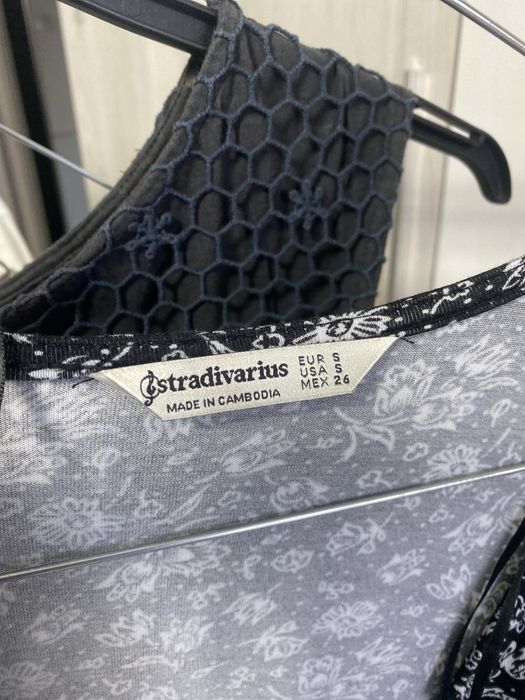 stradivarius
MADE IN CAMBODIA
EUR S
USA S
MEX 26